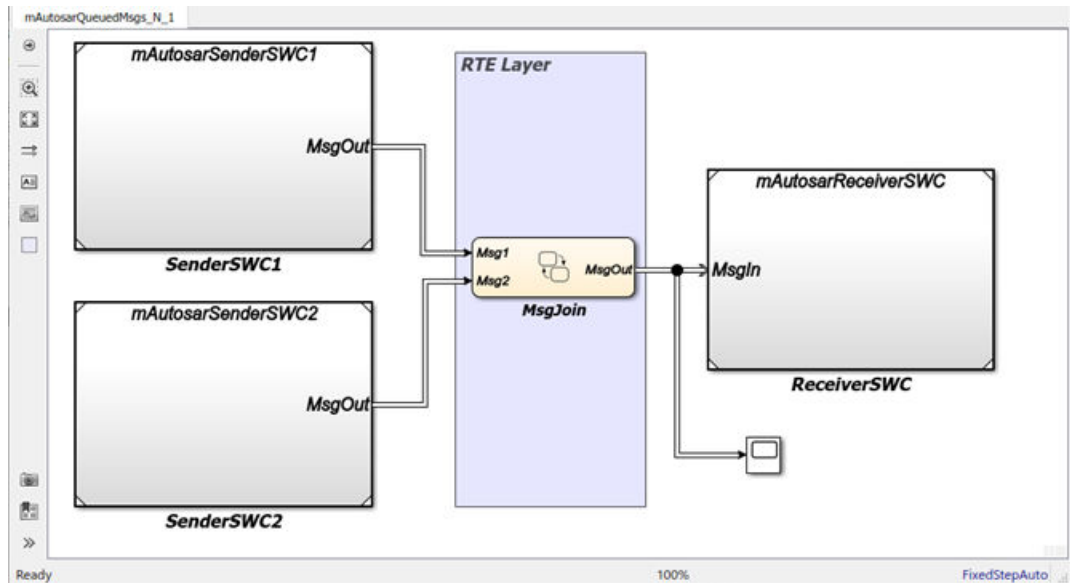 mAutosarQueuedMsgs_N_1
mAutosarSenderSWC1
MsgOut
SenderSWC1
mAutosarSenderSWC2
MsgOut
SenderSWC2
RTE Layer
Msg1
Msg2
MsgOut
MsgJoin
mAutosarReceiverSWC
MsgIn
ReceiverSWC
Ready
100%
FixedStepAuto